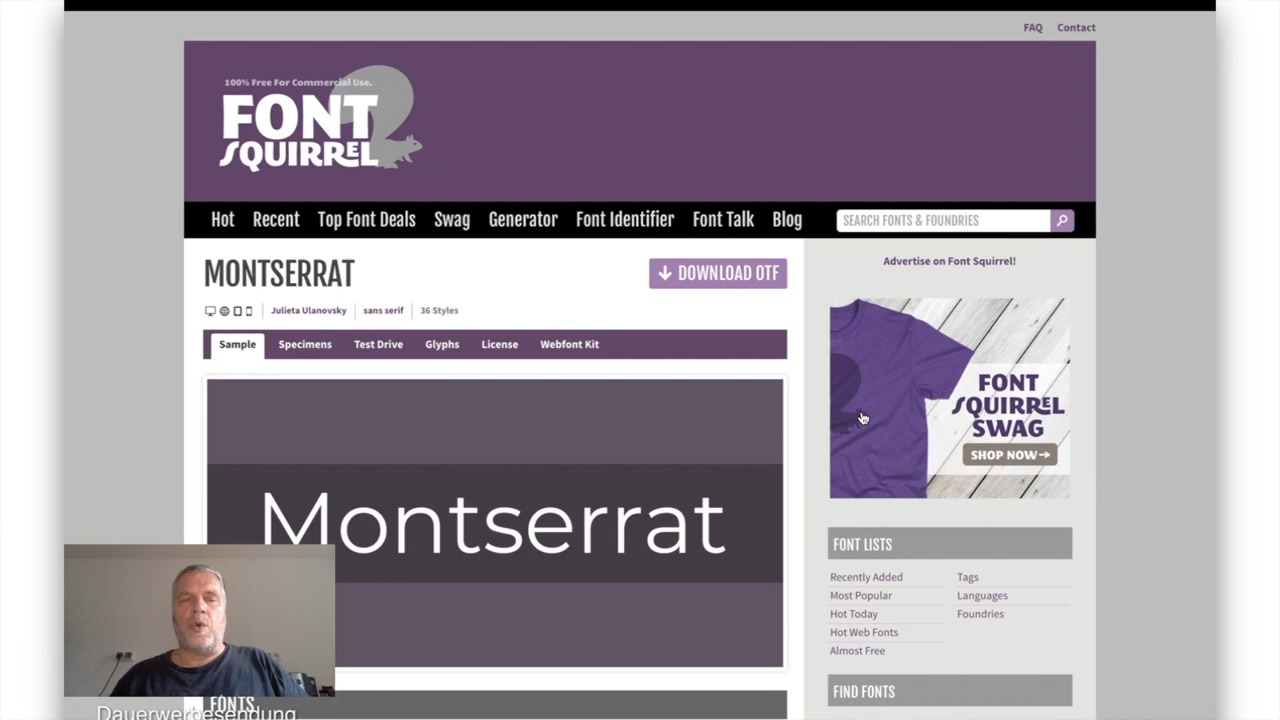 FAQ Contact
100% Free For Commercial Use.
FONT
SQUIRREL
Hot Recent Top Font Deals Swag Generator Font Identifier Font Talk Blog
SEARCH FONTS & FOUNDRIES
MONTSERRAT
DOWNLOAD OTF
Julieta Ulanovsky sans serif 36 Styles
Sample Specimens Test Drive Glyphs License Webfont Kit
Montserrat
FONTS
Dauerwerbesendung
Advertise on Font Squirrel!
FONT
SQUIRREL
SWAG
SHOP NOW→
FONT LISTS
Recently Added Tags
Most Popular Languages
Hot Today Foundries
Hot Web Fonts
Almost Free
FIND FONTS